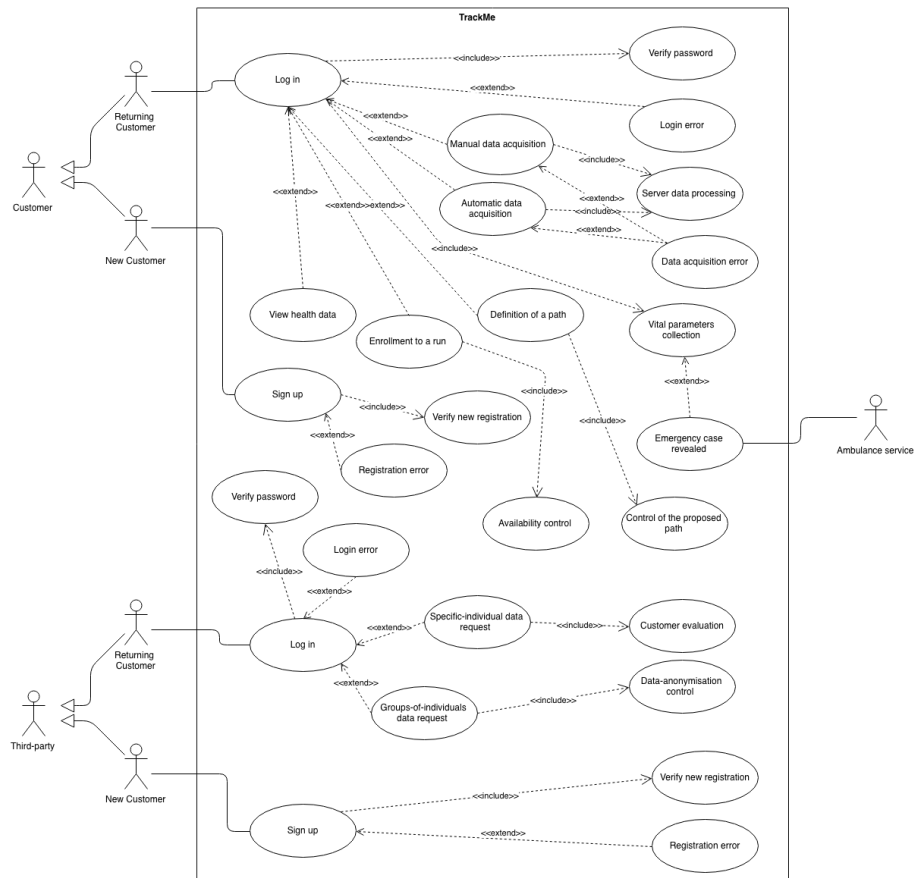 TrackMe
Verify password
<<include>>
Log in
<<extend>>
Returning
Customer
Login error
<<extend>>
Manual data acquisition
<<extend>>
<<include>>
Customer
Server data processing
<<extend>>
<<extend>>
Automatic data
acquisition
<<extend>><<extend>>
<<include>>
<<extend>>
<<include>>
New Customer
Data acquisition error
View health data
Definition of a path
Enrollment to a run
Vital parameters
collection
<<extend>>
<<include>>
Sign up
<<include>>
Verify new registration
<<include>>
<<extend>>
Emergency case
revealed
Ambulance service
Registration error
Verify password
Availability control
Control of the proposed
path
Login error
<<include>>
<<extend>>
Specific-individual data
request
<<extend>>
<<include>>
Customer evaluation
Returning
Customer
Log in
<<extend>>
Data-anonymisation
control
Groups-of-individuals
data request
<<include>>
Third-party
New Customer
Verify new registration
<<include>>
Sign up
<<extend>>
Registration error